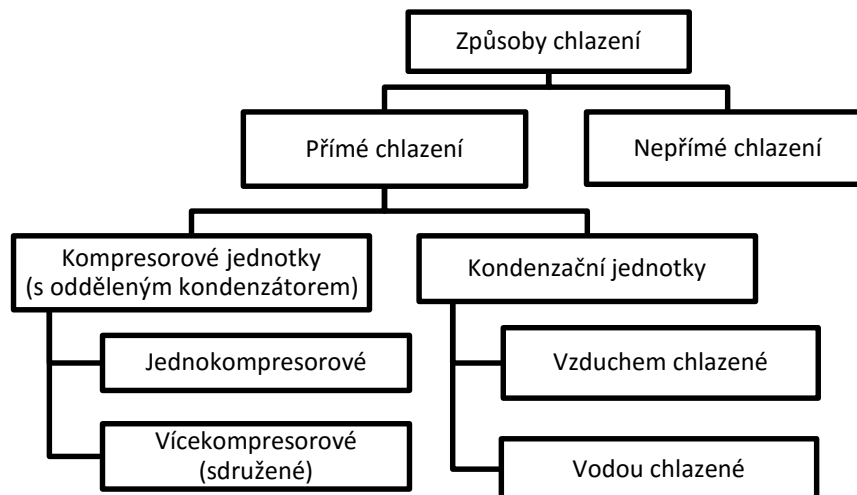 Způsoby chlazení
Přímé chlazení
Nepřímé chlazení
Kompresorové jednotky
(s odděleným kondenzátorem)
Kondenzační jednotky
Jednokompresorové
Vzduchem chlazené
Vícekompresorové
(sdružené)
Vodou chlazené